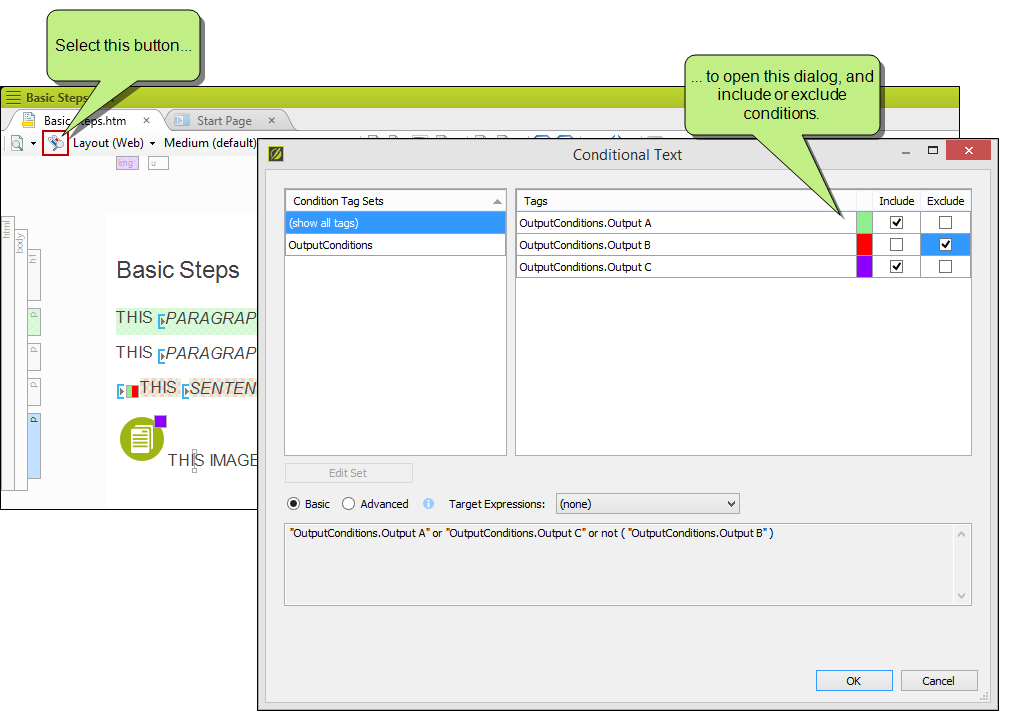 Select this button...
... to open this dialog, and
include or exclude
conditions.
Basic Steps
Basic Steps.htm
Start Page
Layout (Web)
Medium (default)
img:
u
html
body
h1
p
p
p
p
Basic Steps
THIS PARAGRAP
THIS PARAGRAP
THIS SENTEN
THIS IMAGE
Conditional Text
Condition Tag Sets
(show all tags)
OutputConditions
Tags Include Exclude
OutputConditions.Output A
OutputConditions.Output B
OutputConditions.Output C
Edit Set
Basic Advanced Target Expressions: (none)
"OutputConditions.Output A" or "OutputConditions.Output C" or not ( "OutputConditions.Output B" )
OK Cancel